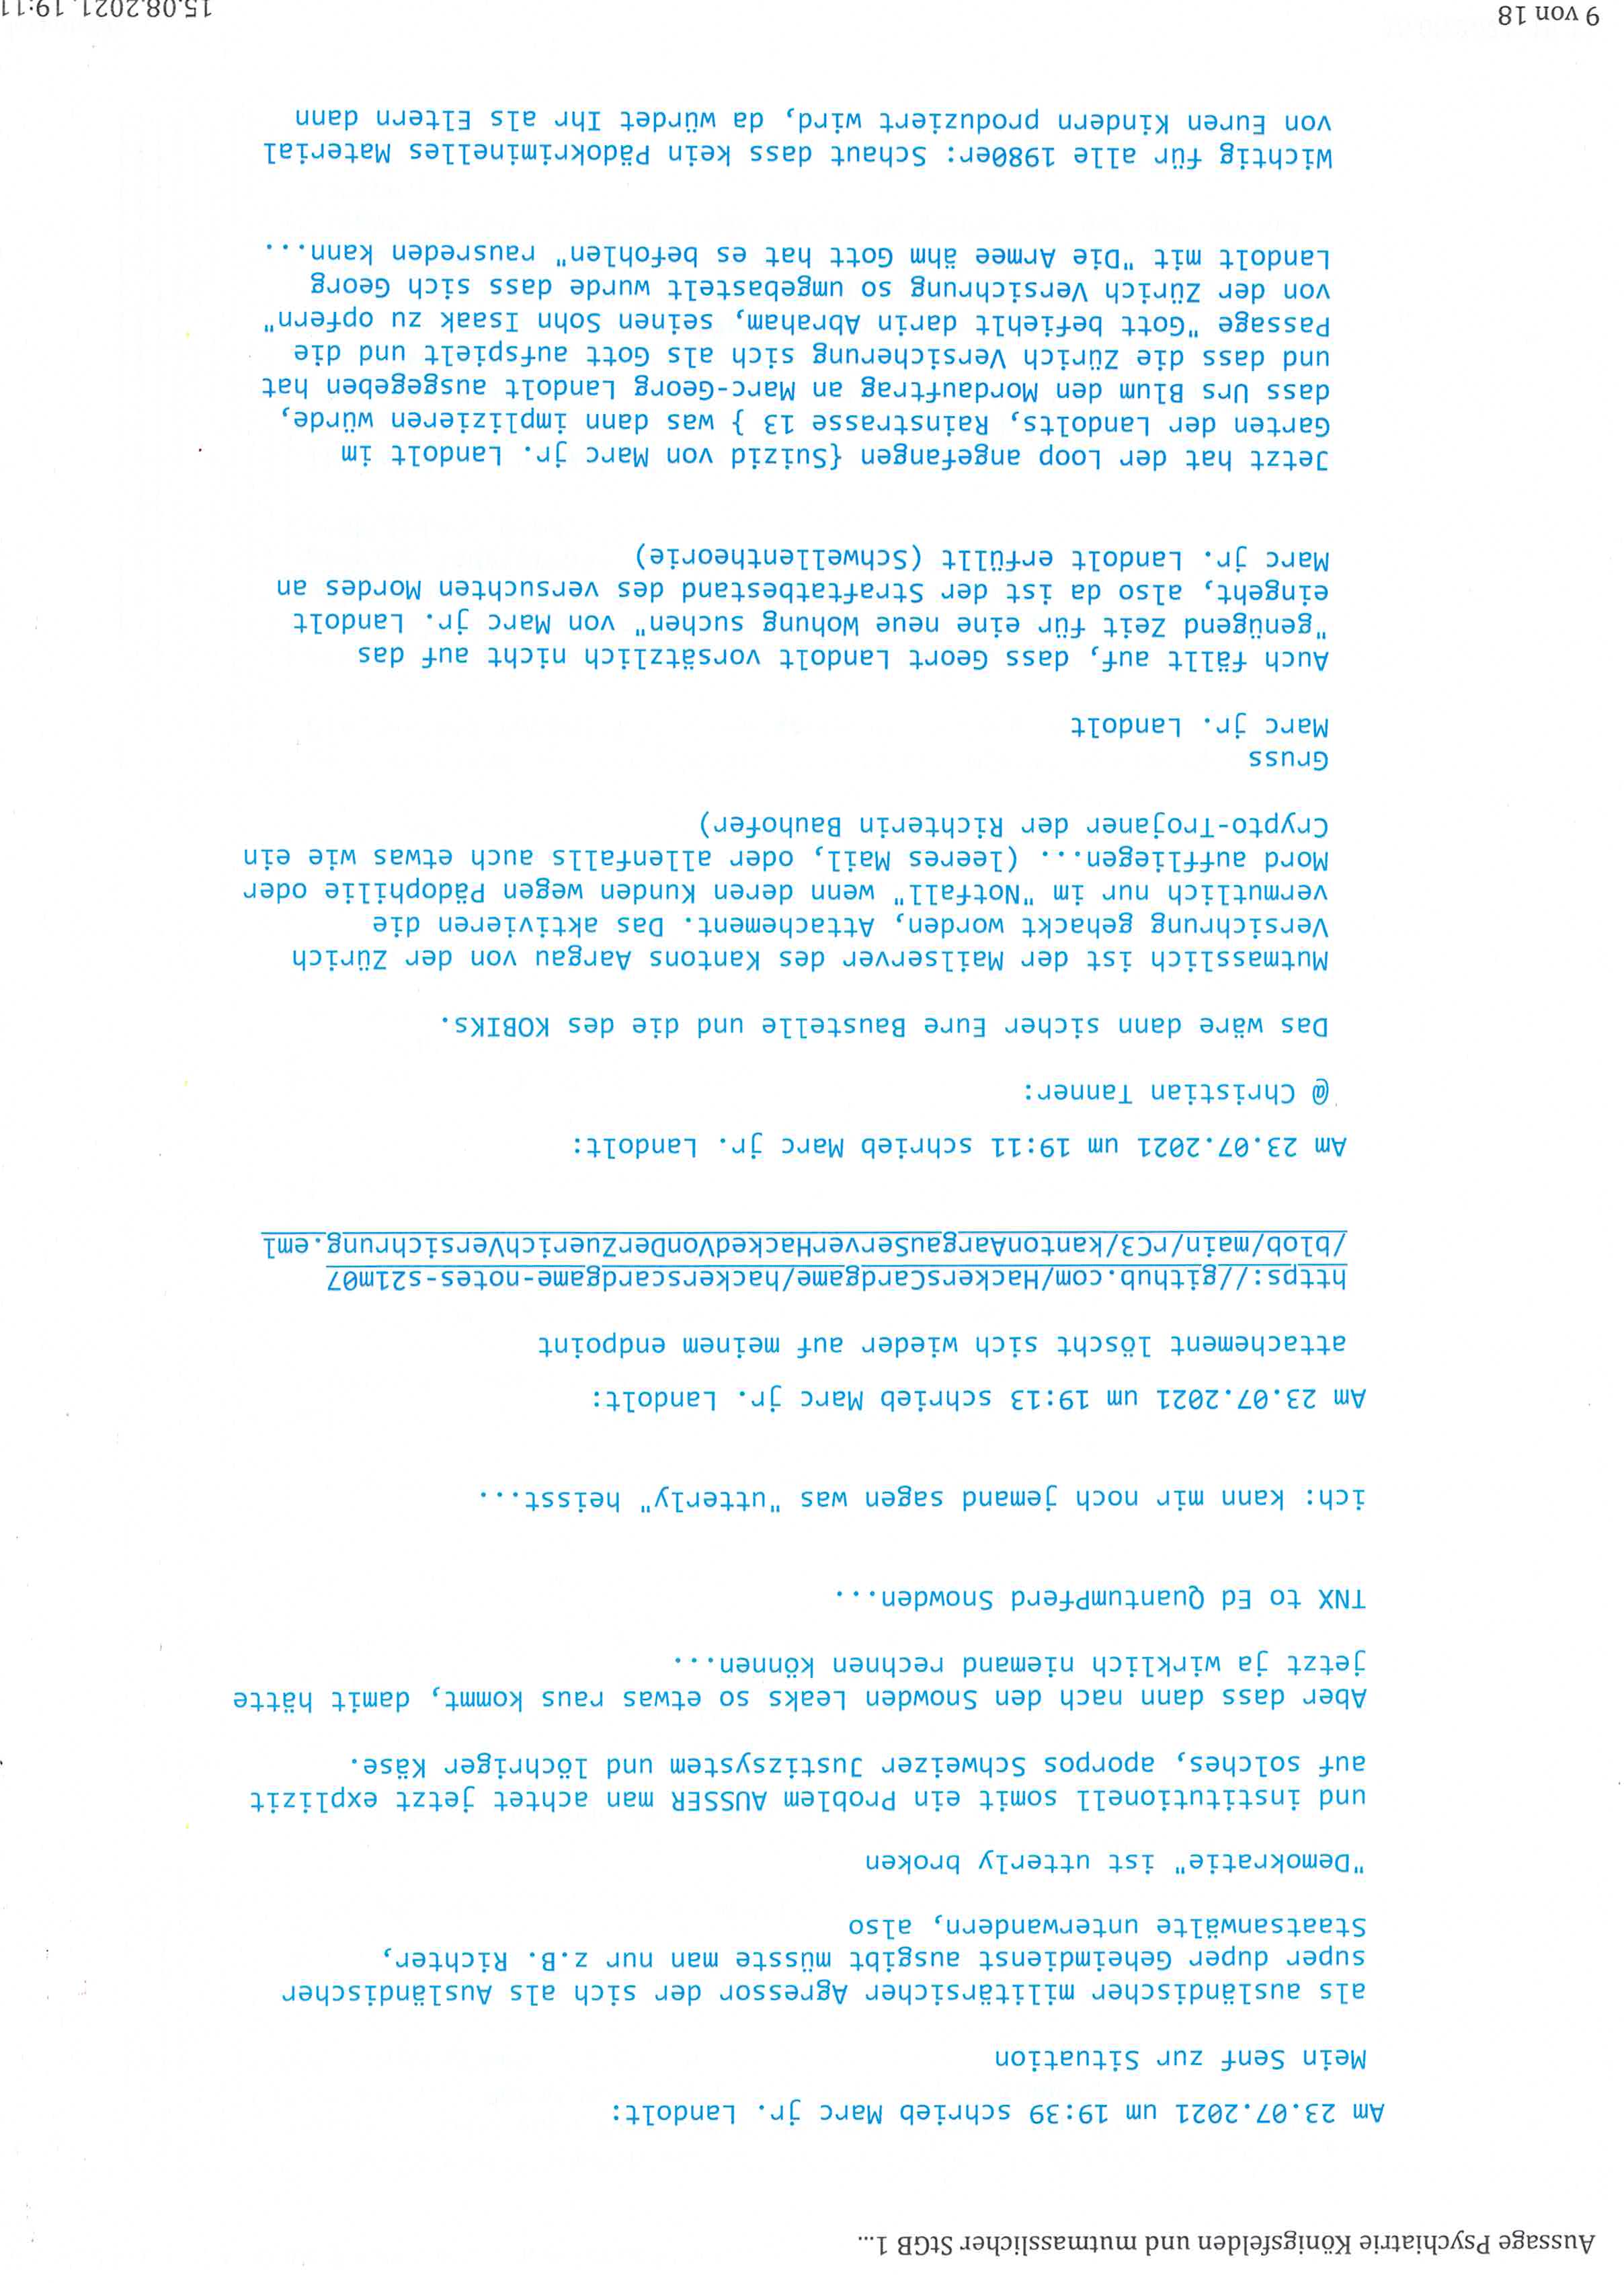 Aussage Psychiatrie Königsfelden und mutmasslicher StGB 1...
Am 23.07.2021 um 19:39 schrieb Marc jr. Landolt:
Mein Senf zur Situation
als ausländischer militärsicher Agressor der sich als Ausländischer
super duper Geheimdienst ausgibt müsste man nur z.B. Richter,
Staatsanwälte unterwandern, also
"Demokratie" ist utterly broken
und institutionell somit ein Problem AUSSER man achtet jetzt explizit
auf solches, aporpos Schweizer Justizsystem und löchriger Käse.
Aber dass dann nach den Snowden Leaks so etwas raus kommt, damit hätte
jetzt ja wirklich niemand rechnen können...
TNX to Ed QuantumPferd Snowden...
ich: kann mir noch jemand sagen was "utterly" heisst...
Am 23.07.2021 um 19:13 schrieb Marc jr. Landolt:
attachement löscht sich wieder auf meinem endpoint
https://github.com/HackersCardgame/hackerscardgame-notes-s21m07
/blob/main/rC3/kantonAargauServerHackedVonDerZuerichVersichrung.eml
Am 23.07.2021 um 19:11 schrieb Marc jr. Landolt:
@ Christian Tanner:
Das wäre dann sicher Eure Baustelle und die des KOBIKs.
Mutmasslich ist der Mailserver des Kantons Aargau von der Zürich
Versichrung gehackt worden, Attachement. Das aktivieren die
vermutlich nur im "Notfall" wenn deren Kunden wegen Pädophilie oder
Mord auffliegen... (leeres Mail, oder allenfalls auch etwas wie ein
Crypto-Trojaner der Richterin Bauhofer)
Gruss
Marc jr. Landolt
Auch fällt auf, dass Geort Landolt vorsätzlich nicht auf das
"genügend Zeit für eine neue Wohung suchen" von Marc jr. Landolt
eingeht, also da ist der Straftatbestand des versuchten Mordes an
Marc jr. Landolt erfüllt (Schwellentheorie)
Jetzt hat der Loop angefangen {Suizid von Marc jr. Landolt im
Garten der Landolts, Rainstrasse 13 } was dann implizieren würde,
dass Urs Blum den Mordauftrag an Marc-Georg Landolt ausgegeben hat
und dass die Zürich Versicherung sich als Gott aufspielt und die
Passage "Gott befiehlt darin Abraham, seinen Sohn Isaak zu opfern"
von der Zürich Versichrung so umgebastelt wurde dass sich Georg
Landolt mit "Die Armee ähm Gott hat es befohlen" rausreden kann...
Wichtig für alle 1980er: Schaut dass kein Pädokriminelles Material
von Euren Kindern produziert wird, da würdet Ihr als Eltern dann
9 von 18
15.08.2021, 19:11